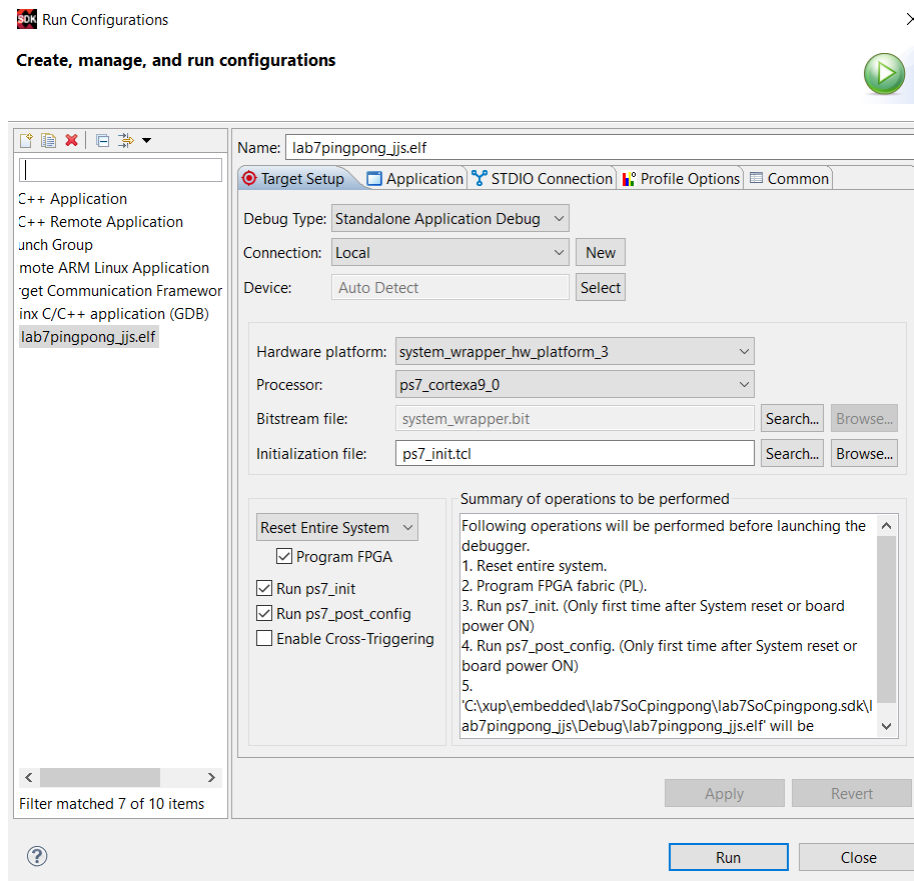 SDK Run Configurations
Create, manage, and run configurations
C++ Application
C++ Remote Application
unch Group
mote ARM Linux Application
rget Communication Framewor
inx C/C++ application (GDB)
lab7pingpong_jjs.elf
Filter matched 7 of 10 items
Name: lab7pingpong_jjs.elf
Target Setup Application STDIO Connection Profile Options Common
Debug Type: Standalone Application Debug
Connection: Local New
Device: Auto Detect Select
Hardware platform: system_wrapper_hw_platform_3
Processor: ps7_cortexa9_0
Bitstream file: system_wrapper.bit Search... Browse...
Initialization file: ps7_init.tcl Search... Browse...
Reset Entire System
Program FPGA
Run ps7_init
Run ps7_post_config
Enable Cross-Triggering
Summary of operations to be performed
Following operations will be performed before launching the
debugger.
1. Reset entire system.
2. Program FPGA fabric (PL).
3. Run ps7_init. (Only first time after System reset or board
power ON)
4. Run ps7_post_config. (Only first time after System reset or
board power ON)
5.
'C:\xup\embedded\lab7SoCpingpong\lab7SoCpingpong.sdk\l
ab7pingpong_jjs\Debug\lab7pingpong_jjs.elf' will be
Apply Revert
? Run Close